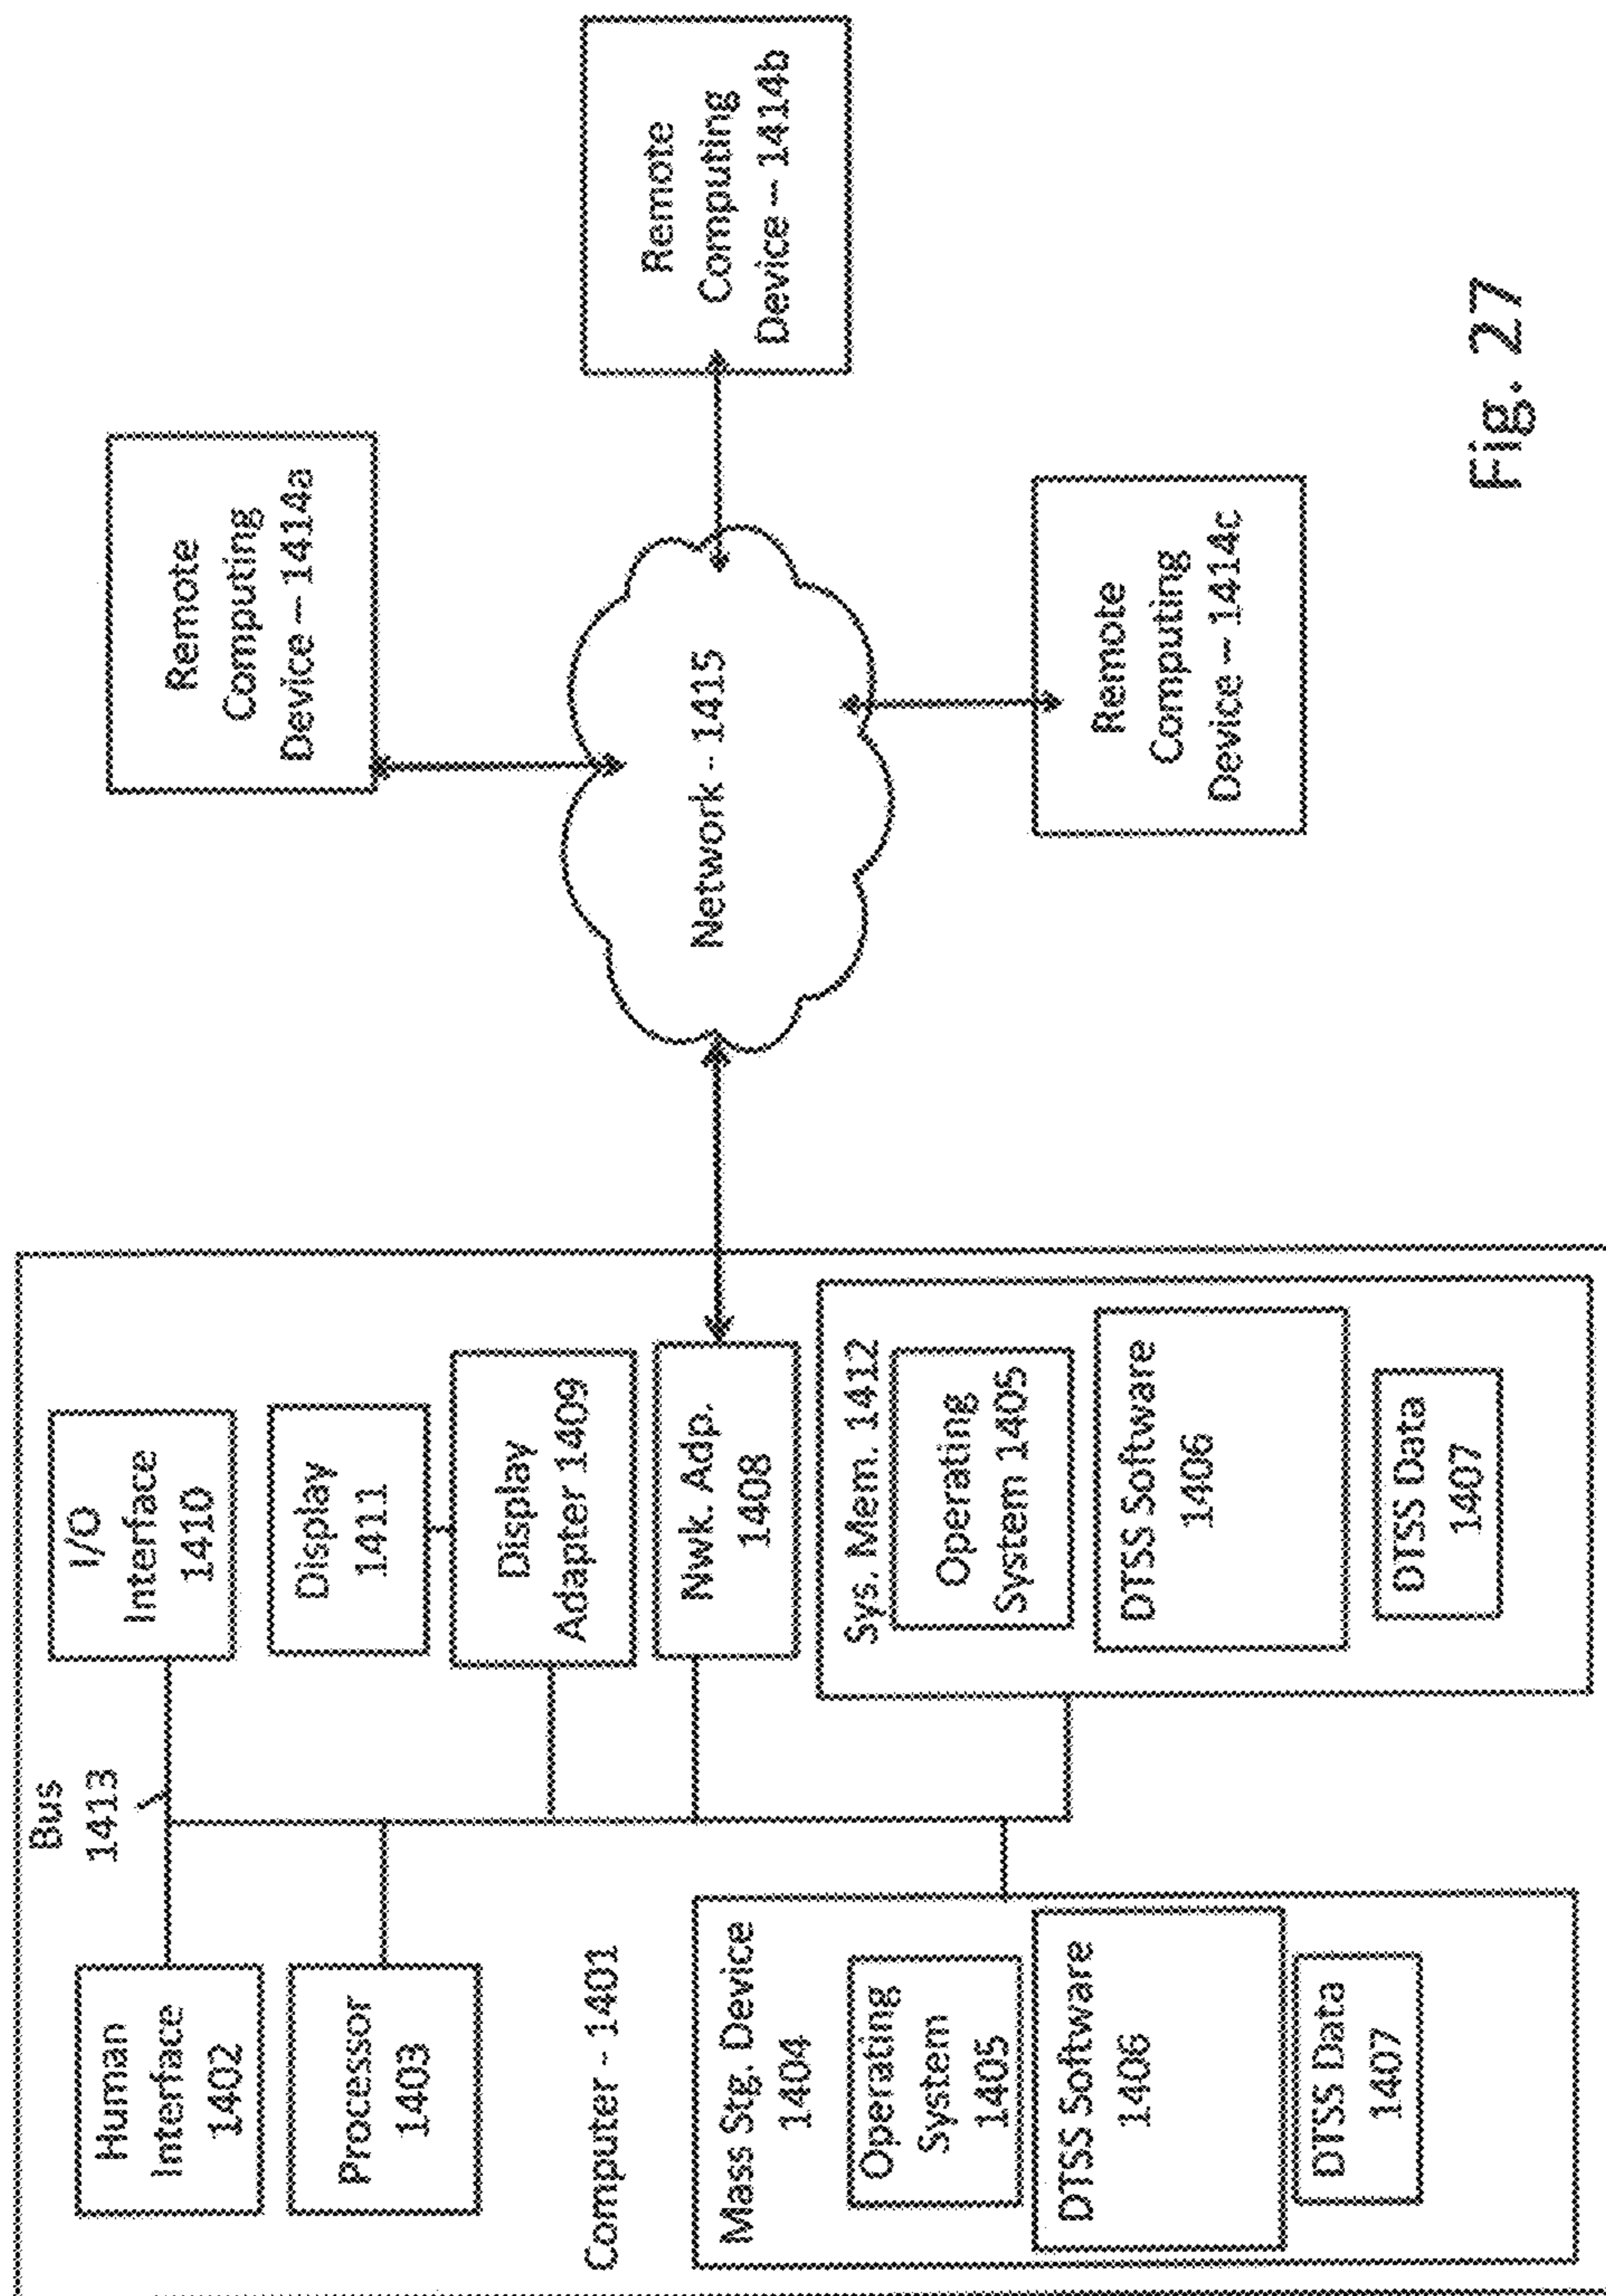 Bus
1413
Human
Interface
1402
Processor
1403
Computer - 1401
Mass Stg. Device
1404
Operating
System
1405
DTSS Software
1406
DTSS Data
1407
I/O
Interface
1410
Display
1411
Display
Adapter 1409
Nwk. Adp.
1408
Sys. Mem. 1412
Operating
System 1405
DTSS Software
1406
DTSS Data
1407
Network - 1415
Remote
Computing
Device – 1414a
Remote
Computing
Device – 1414b
Remote
Computing
Device – 1414c
Fig. 27